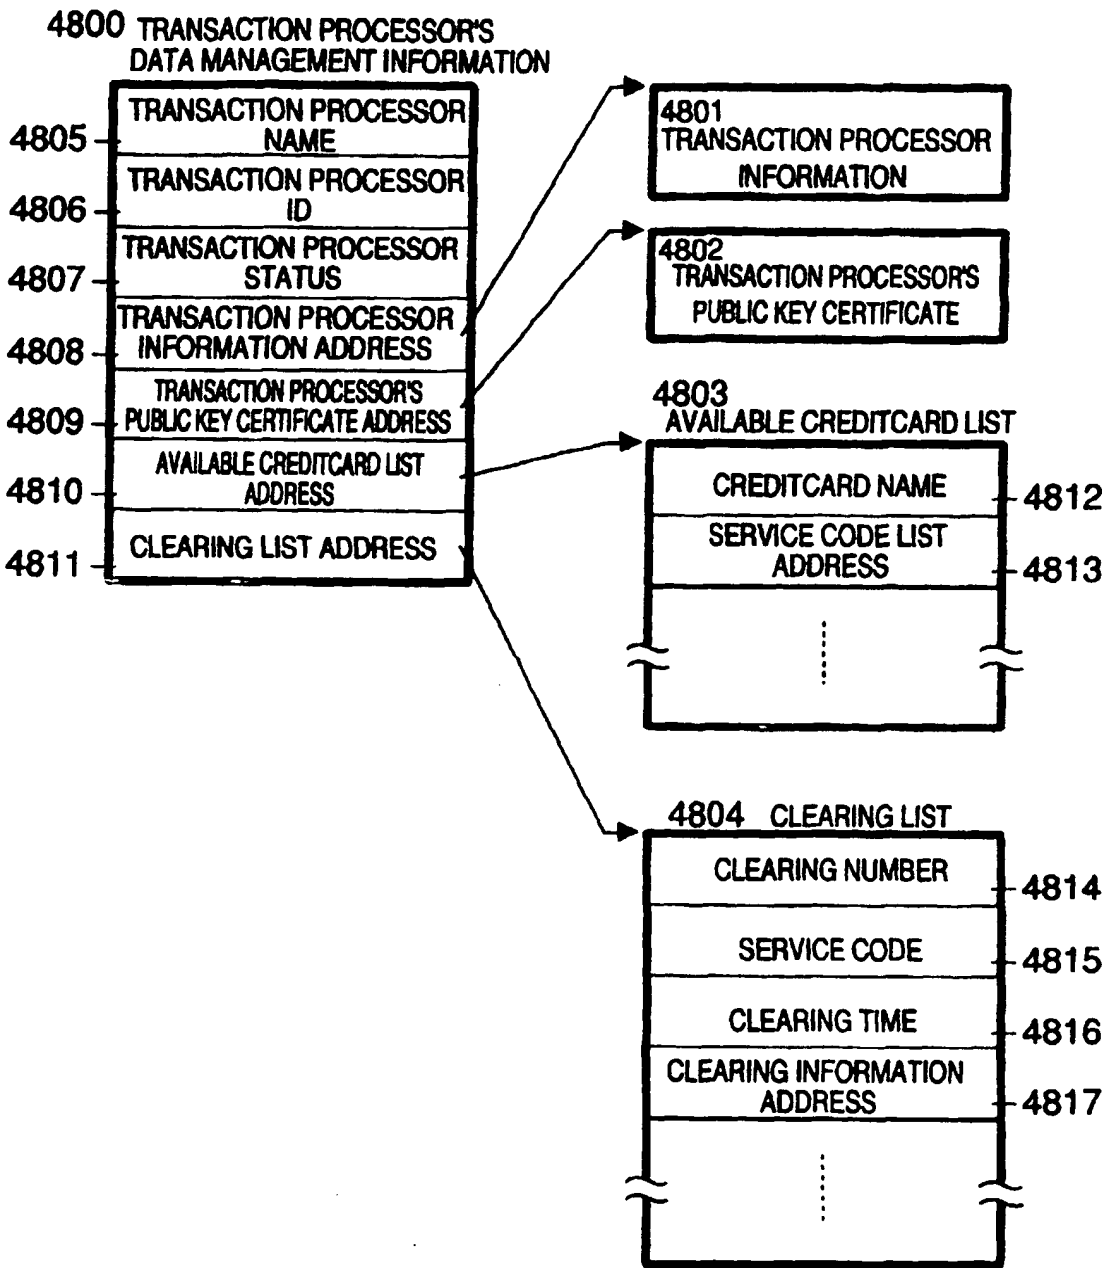 4800 TRANSACTION PROCESSOR'S
DATA MANAGEMENT INFORMATION
TRANSACTION PROCESSOR
NAME
4805
TRANSACTION PROCESSOR
ID
4806
TRANSACTION PROCESSOR
STATUS
4807
TRANSACTION PROCESSOR
INFORMATION ADDRESS
4808
TRANSACTION PROCESSOR'S
PUBLIC KEY CERTIFICATE ADDRESS
4809
AVAILABLE CREDITCARD LIST
ADDRESS
4810
CLEARING LIST ADDRESS
4811
4801
TRANSACTION PROCESSOR
INFORMATION
4802
TRANSACTION PROCESSOR'S
PUBLIC KEY CERTIFICATE
4803
AVAILABLE CREDITCARD LIST
CREDITCARD NAME
4812
SERVICE CODE LIST
ADDRESS
4813
4804 CLEARING LIST
CLEARING NUMBER
4814
SERVICE CODE
4815
CLEARING TIME
4816
CLEARING INFORMATION
ADDRESS
4817